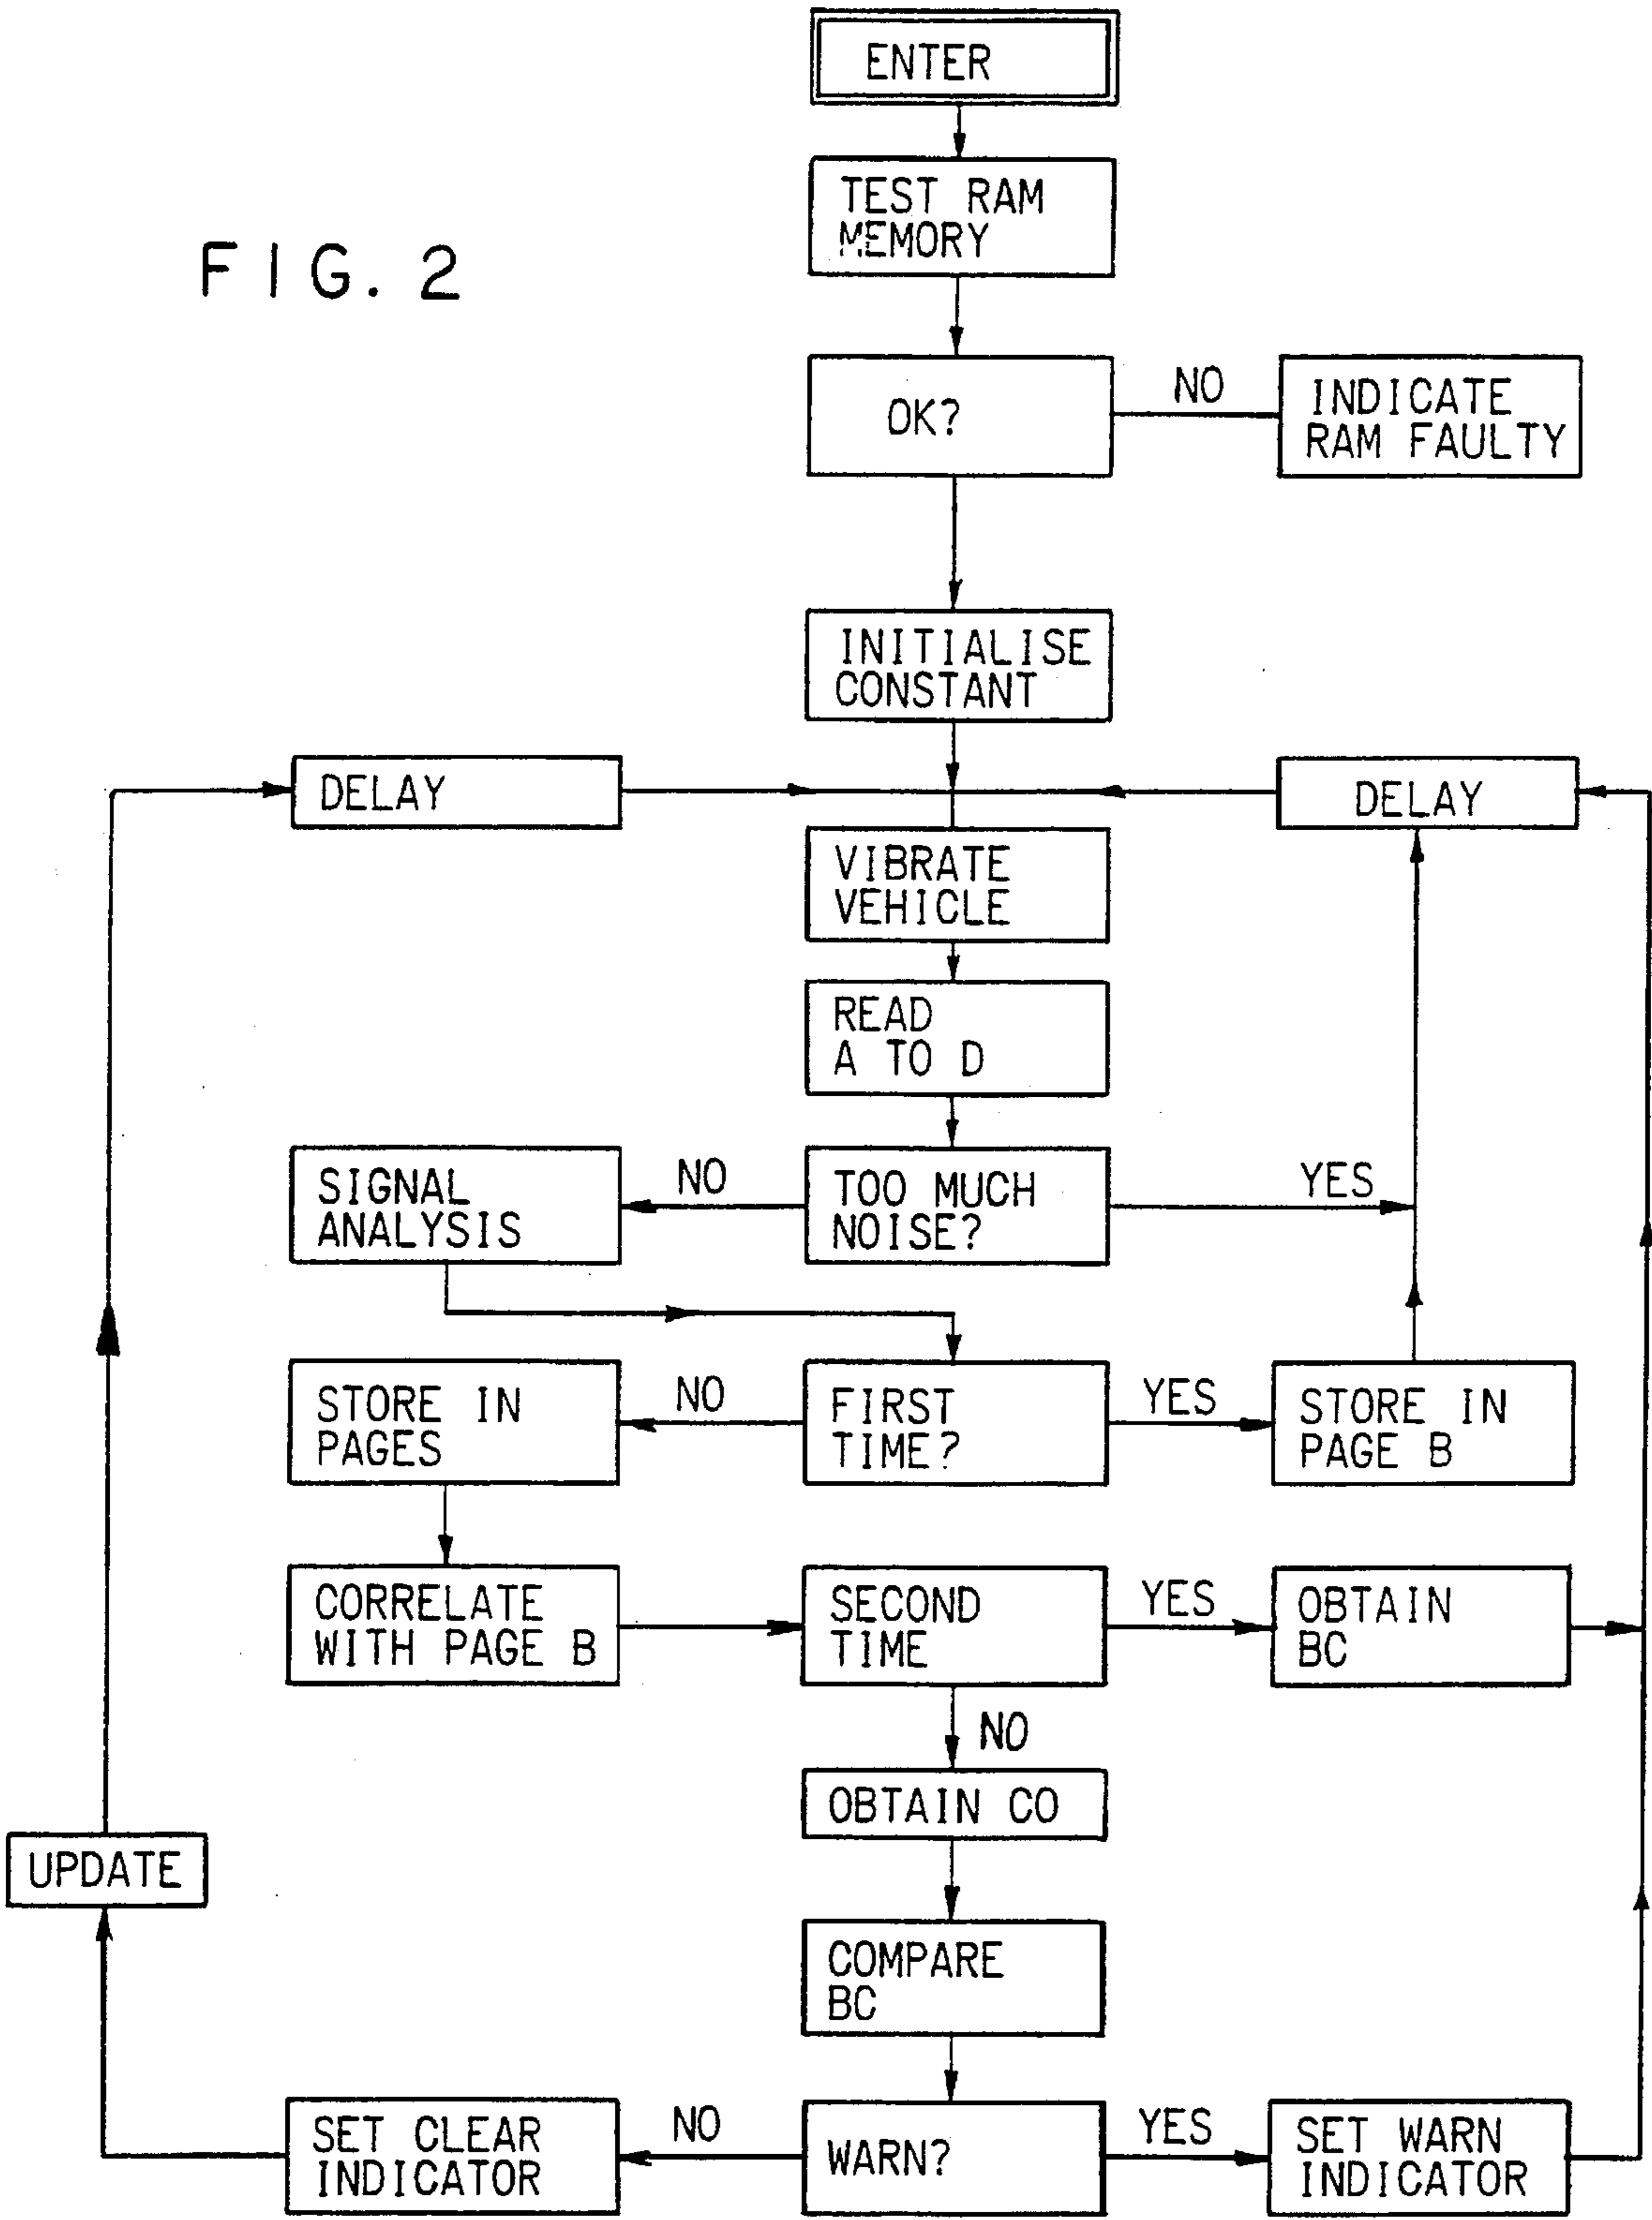 ENTER
TEST RAM
MEMORY
FIG. 2
OK?
NO
INDICATE
RAM FAULTY
INITIALISE
CONSTANT
DELAY
DELAY
VIBRATE
VEHICLE
READ
A TO D
SIGNAL
ANALYSIS
NO
TOO MUCH
NOISE?
YES
STORE IN
PAGES
NO
FIRST
TIME?
YES
STORE IN
PAGE B
CORRELATE
WITH PAGE B
SECOND
TIME
YES
OBTAIN
BC
NO
OBTAIN CO
UPDATE
COMPARE
BC
SET CLEAR
INDICATOR
NO
WARN?
YES
SET WARN
INDICATOR